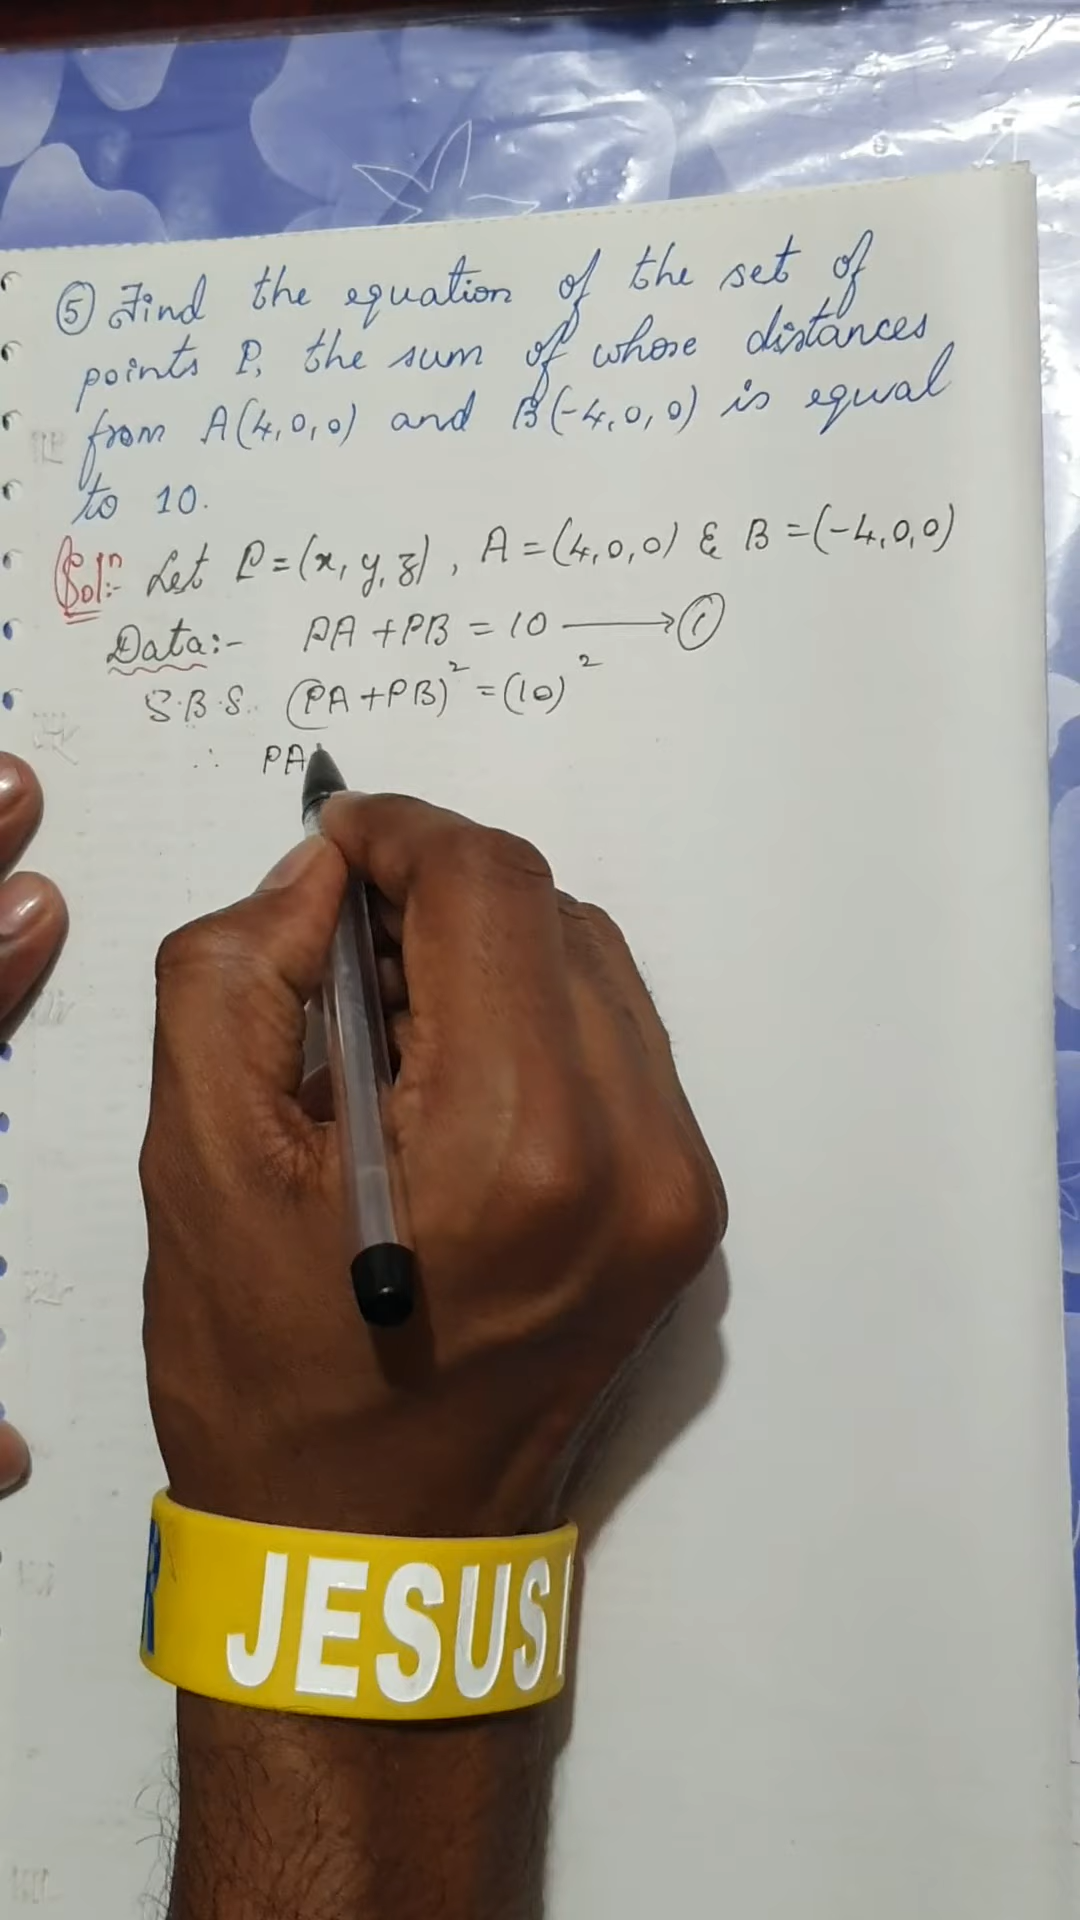 ⑤ Find the equation of the set of
points P, the sum of whose distances
from A(4,0,0) and B(-4,0,0) is equal
to 10.
Solⁿ:- Let P=(x, y, z), A=(4,0,0) & B=(-4,0,0)
Data:- PA+PB=10 ⟶ ①
S.B.S. (PA+PB)²=(10)²
∴ PA
JESUS